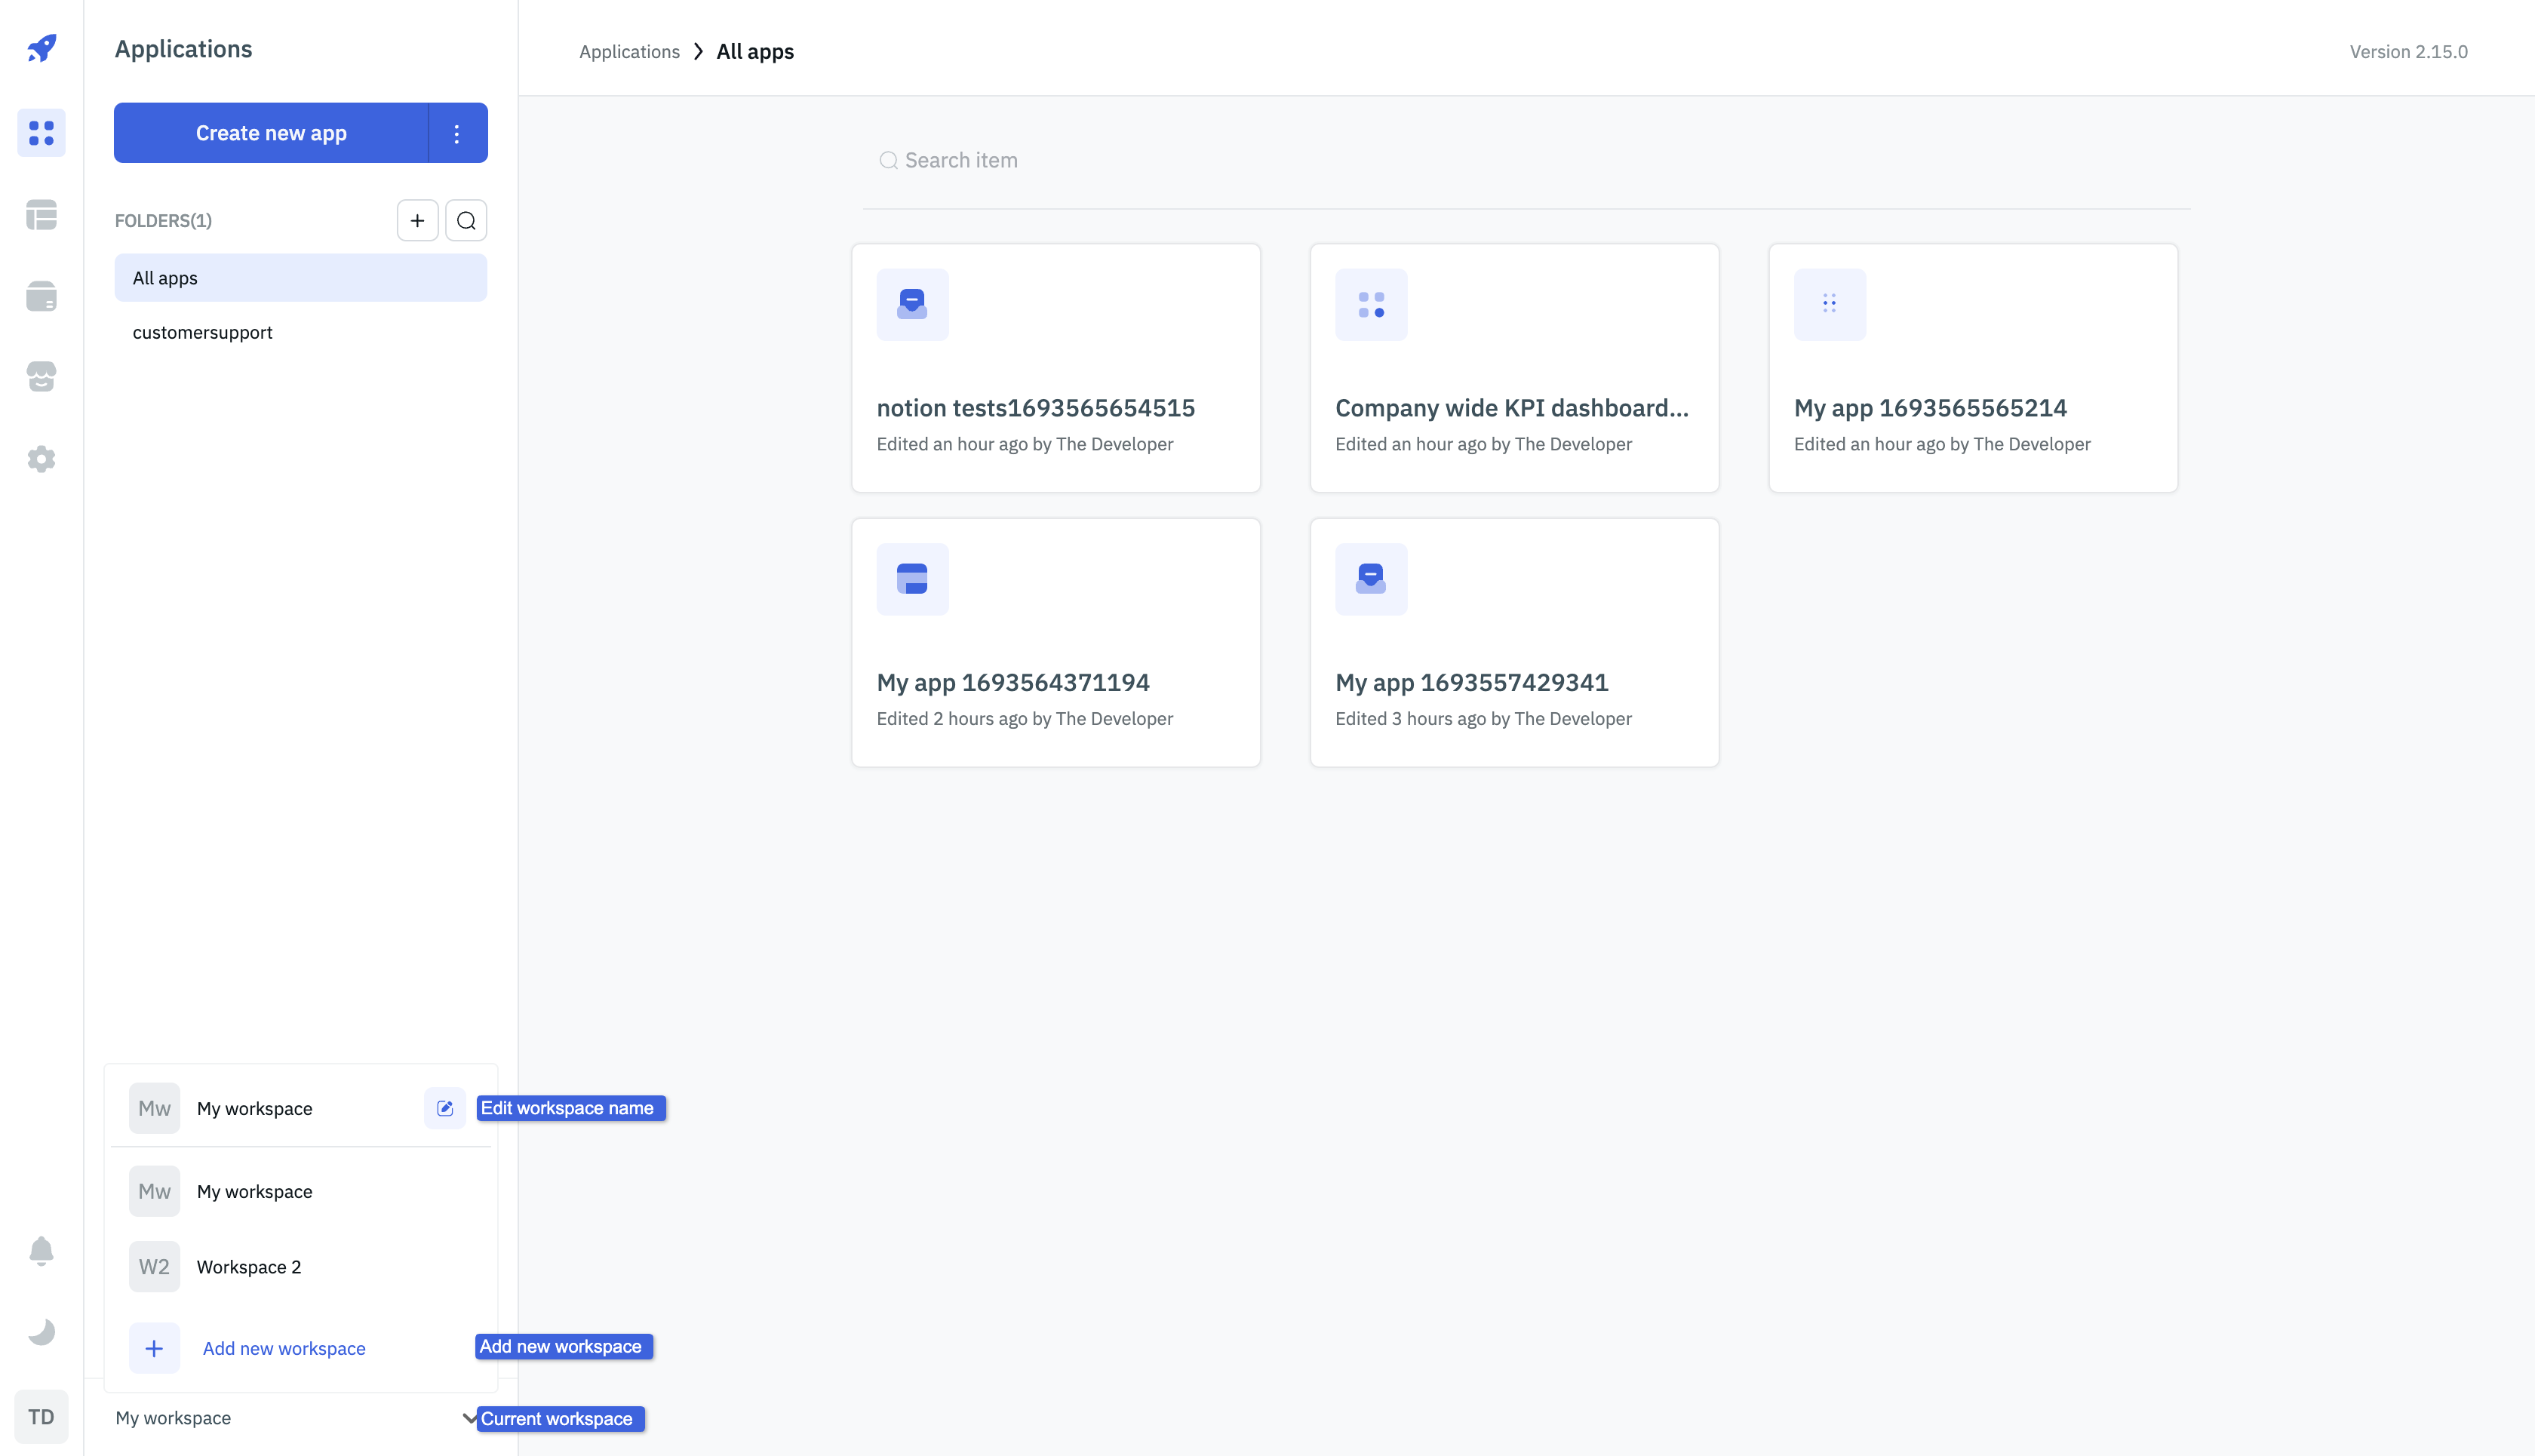 Applications
Create new app
FOLDERS(1)
All apps
customersupport
Applications All apps
Version 2.15.0
Search item
notion tests1693565654515
Edited an hour ago by The Developer
Company wide KPI dashboard...
Edited an hour ago by The Developer
My app 1693565565214
Edited an hour ago by The Developer
My app 1693564371194
Edited 2 hours ago by The Developer
My app 1693557429341
Edited 3 hours ago by The Developer
Mw My workspace Edit workspace name
Mw My workspace
W2 Workspace 2
Add new workspace Add new workspace
TD My workspace Current workspace